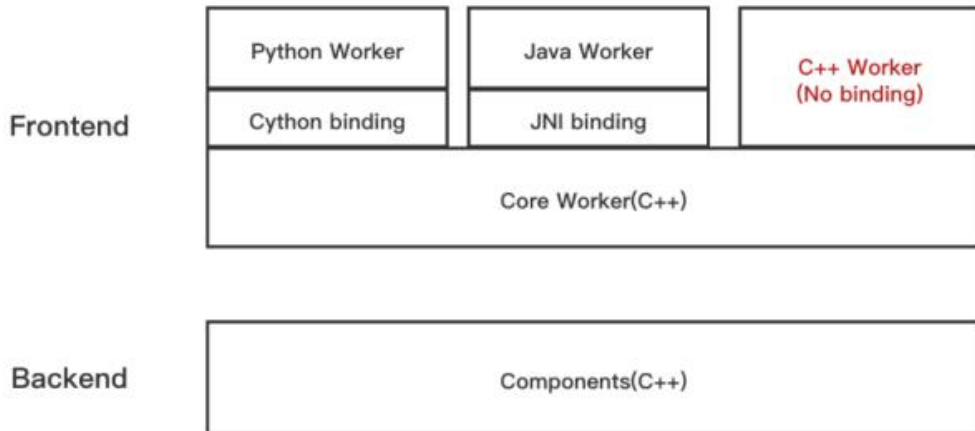 Python Worker
Java Worker
C++ Worker
(No binding)
Frontend
Cython binding
JNI binding
Core Worker(C++)
Backend
Components(C++)